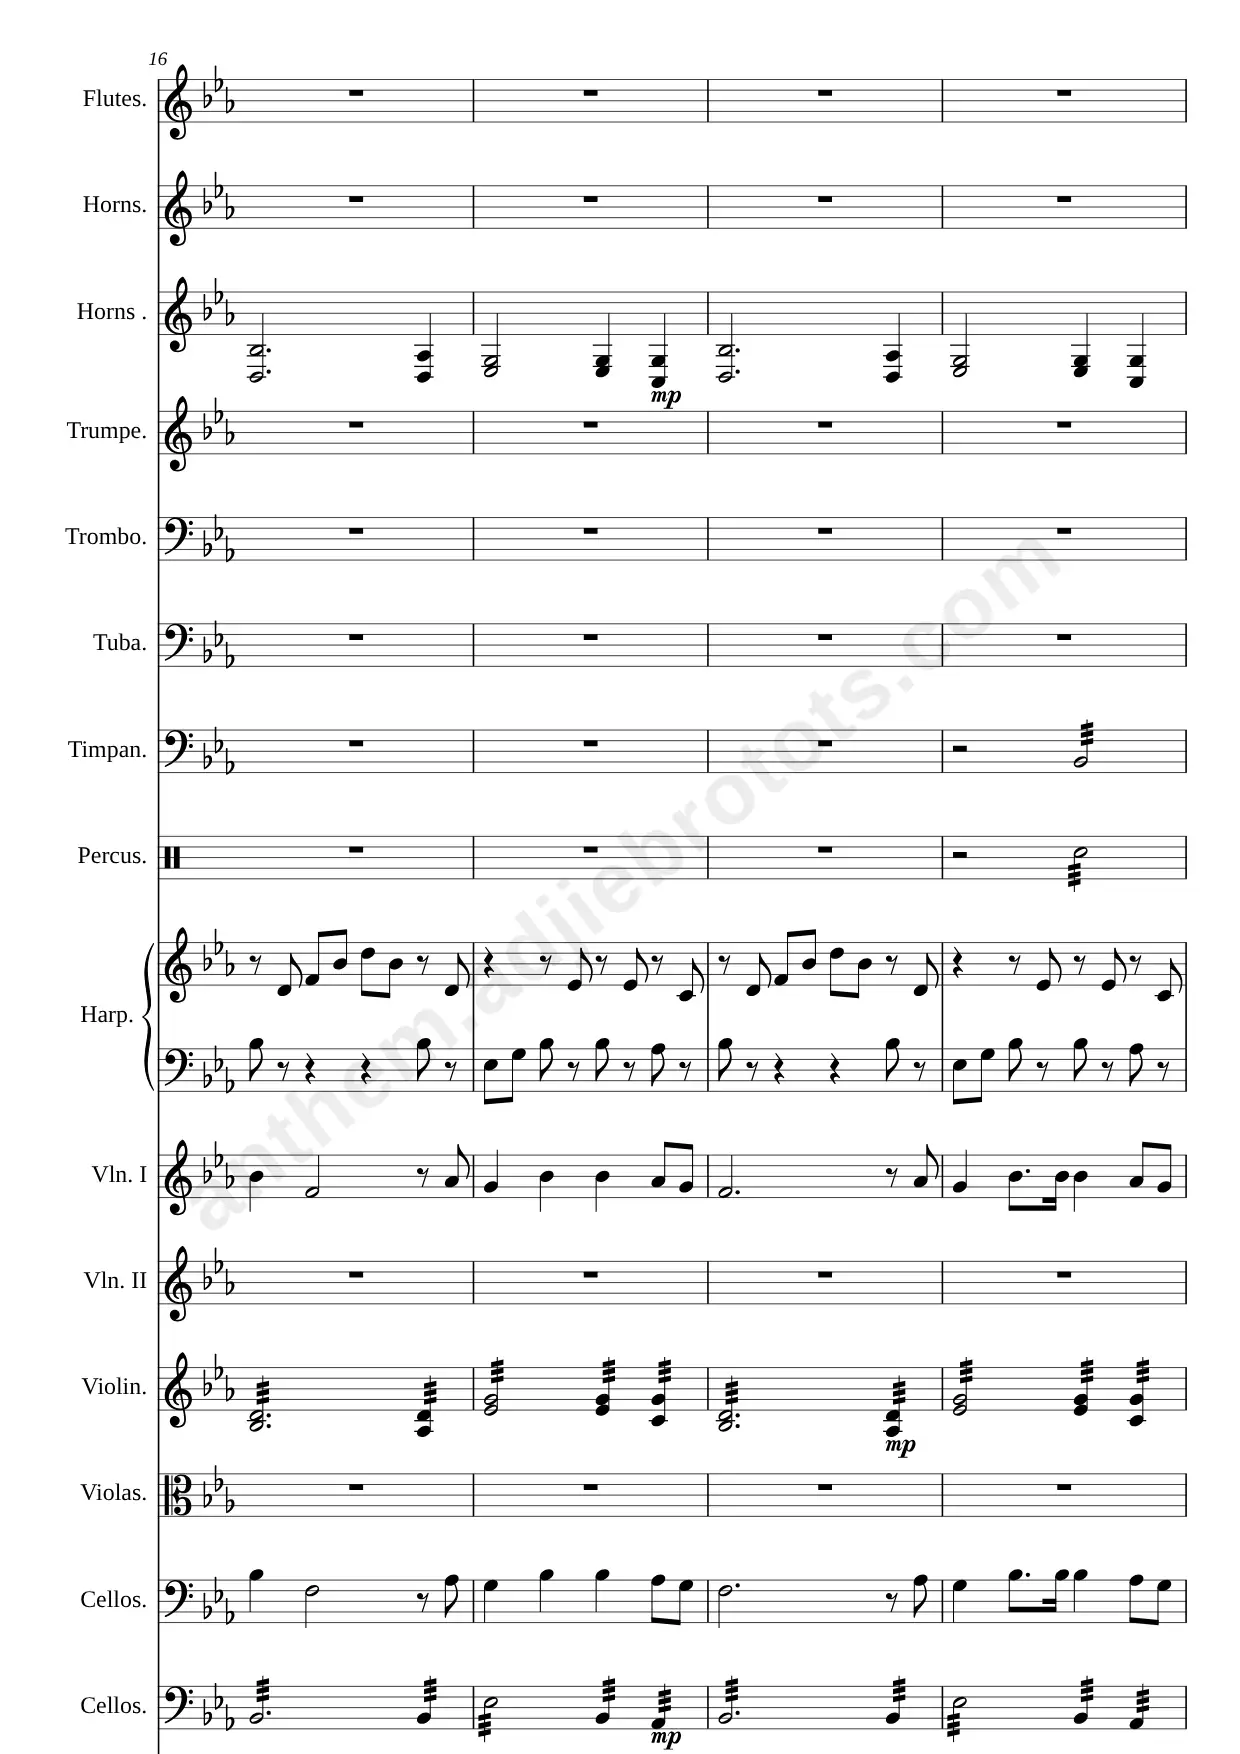 16
Flutes.
Horns.
Horns .
mp
Trumpe.
Trombo.
Tuba.
Timpan.
Percus.
Harp.
Vln. I
Vln. II
Violin.
mp
Violas.
Cellos.
Cellos.
mp
anthem.adjiebrotots.com